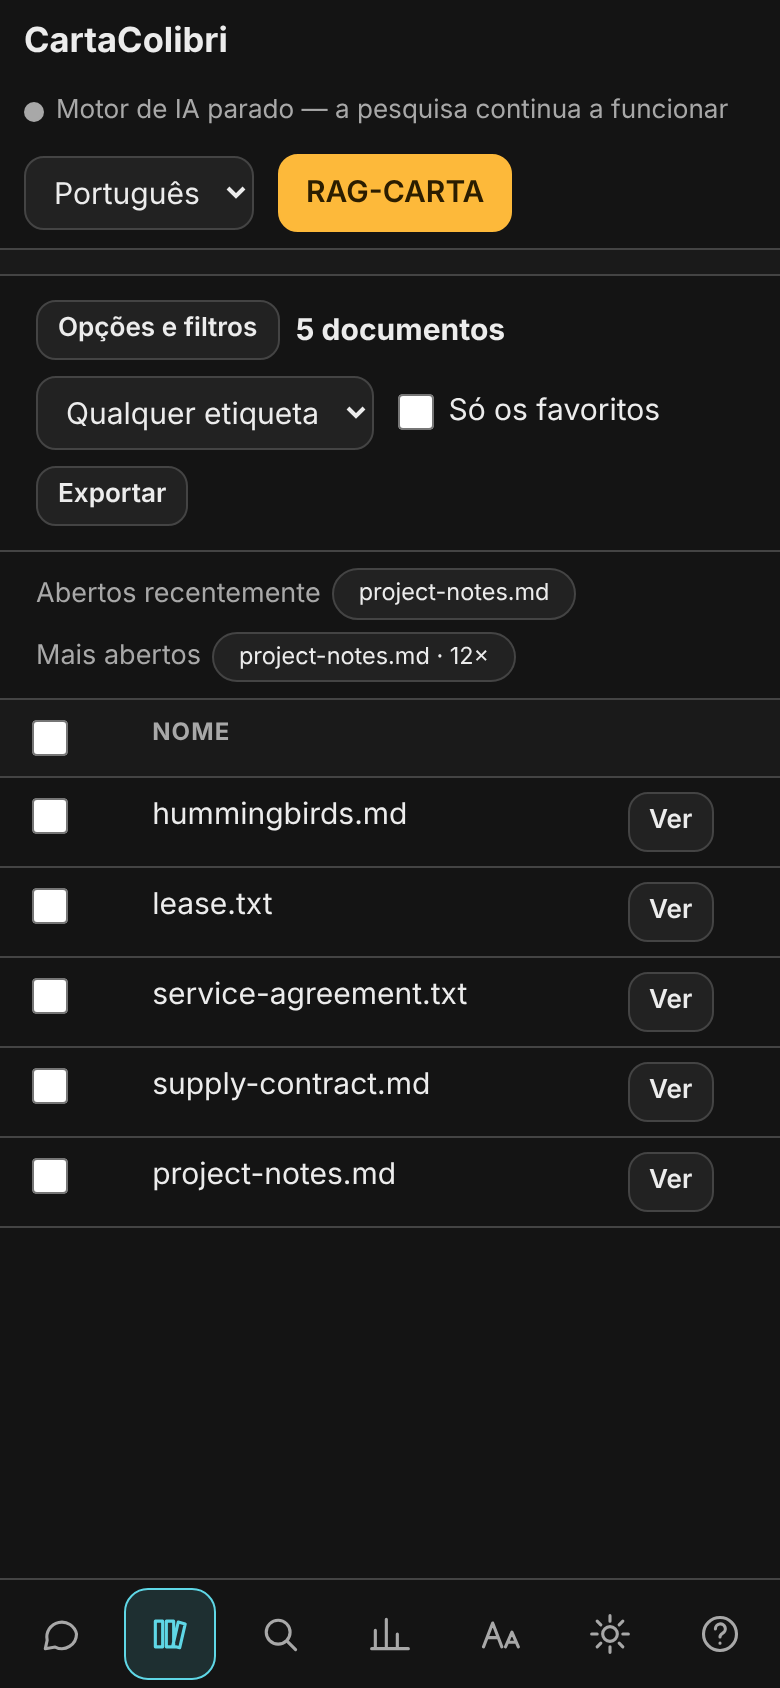 CartaColibri
Motor de IA parado — a pesquisa continua a funcionar
Português
RAG-CARTA
Opções e filtros
5 documentos
Qualquer etiqueta
Só os favoritos
Exportar
Abertos recentemente
project-notes.md
Mais abertos
project-notes.md · 12×
NOME
hummingbirds.md
Ver
lease.txt
Ver
service-agreement.txt
Ver
supply-contract.md
Ver
project-notes.md
Ver
AA